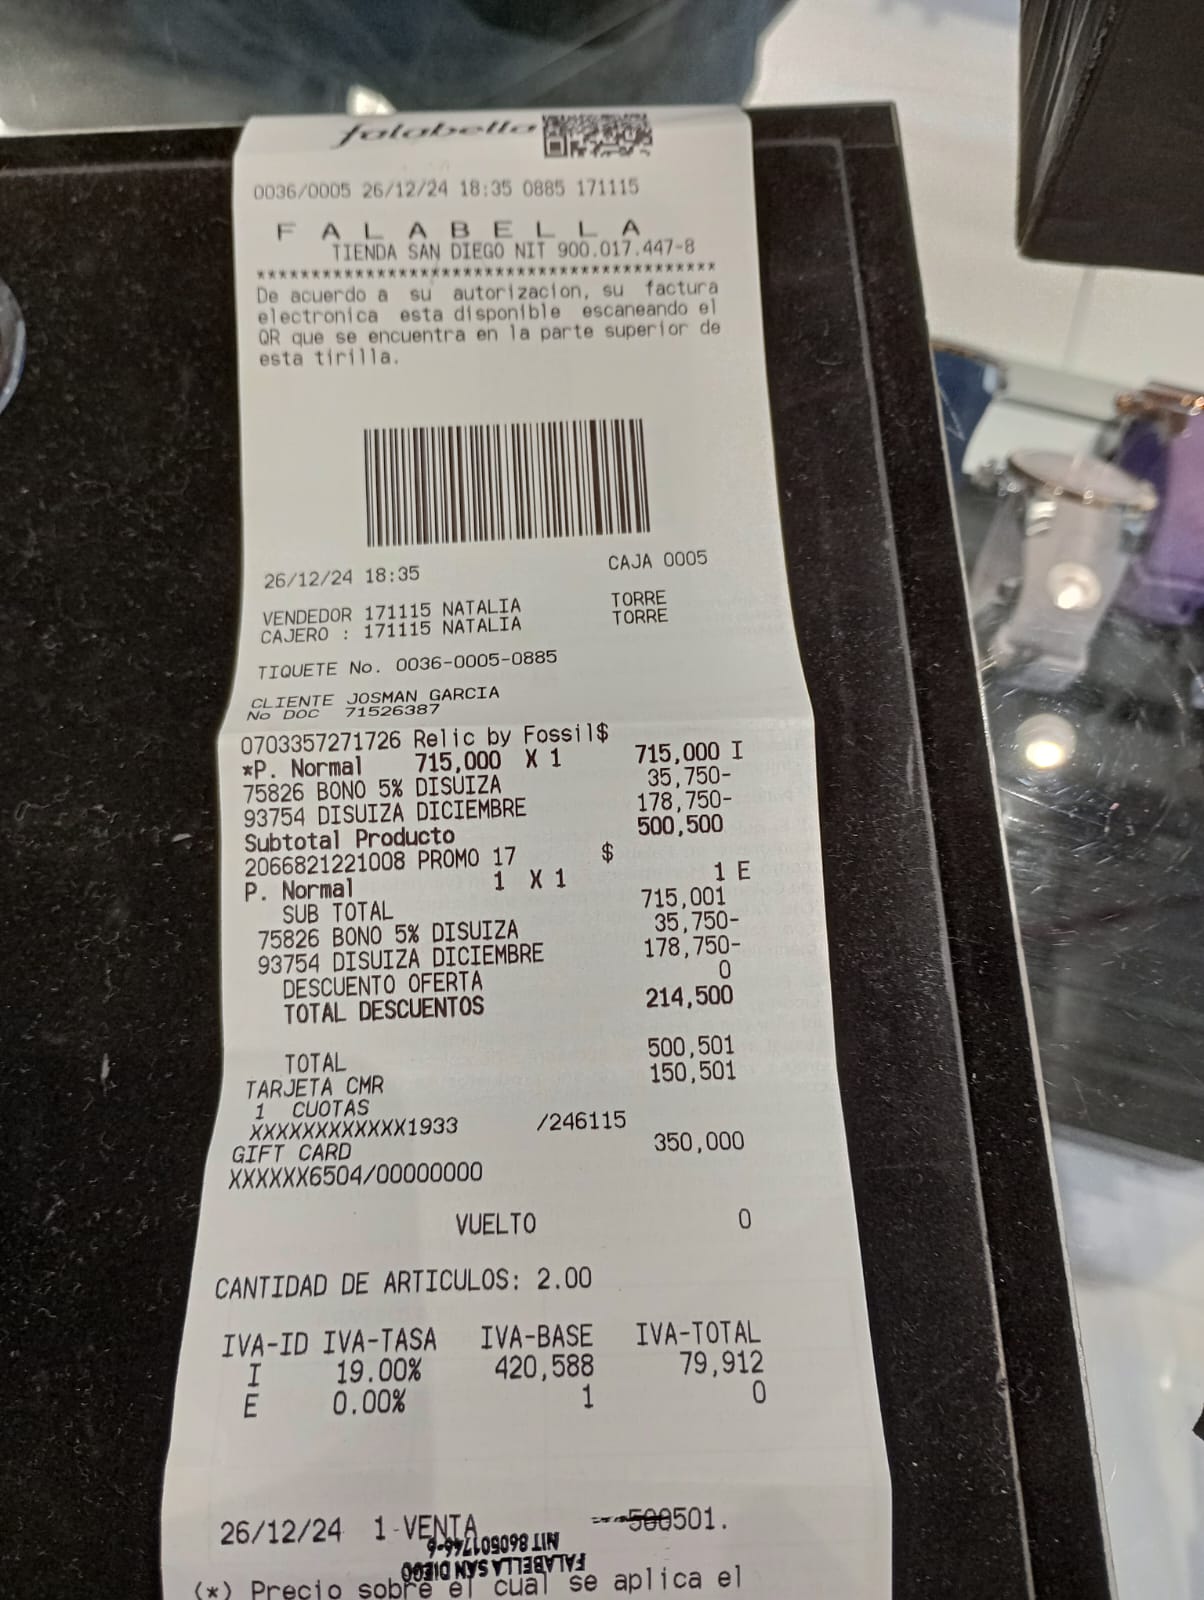 falabella
0036/0005 26/12/24 18:35 0885 171115
F A L A B E L L A
TIENDA SAN DIEGO NIT 900.017.447-8
********************************************
De acuerdo a su autorizacion, su factura
electronica esta disponible escaneando el
QR que se encuentra en la parte superior de
esta tirilla.
26/12/24 18:35 CAJA 0005
VENDEDOR 171115 NATALIA TORRE
CAJERO : 171115 NATALIA TORRE
TIQUETE No. 0036-0005-0885
CLIENTE JOSMAN GARCIA
No DOC 71526387
0703357271726 Relic by Fossil$
*P. Normal 715,000 X 1 715,000 I
75826 BONO 5% DISUIZA 35,750-
93754 DISUIZA DICIEMBRE 178,750-
Subtotal Producto 500,500
2066821221008 PROMO 17 $
P. Normal 1 X 1 1 E
SUB TOTAL 715,001
75826 BONO 5% DISUIZA 35,750-
93754 DISUIZA DICIEMBRE 178,750-
DESCUENTO OFERTA 0
TOTAL DESCUENTOS 214,500
TOTAL 500,501
TARJETA CMR 150,501
1 CUOTAS
XXXXXXXXXXXX1933 /246115
GIFT CARD 350,000
XXXXXX6504/00000000
VUELTO 0
CANTIDAD DE ARTICULOS: 2.00
IVA-ID IVA-TASA IVA-BASE IVA-TOTAL
I 19.00% 420,588 79,912
E 0.00% 1 0
26/12/24 1-VENTA 500501.
NIT 860501746-6
FALABELLA SAN DIEGO
(*) Precio sobre el cual se aplica el